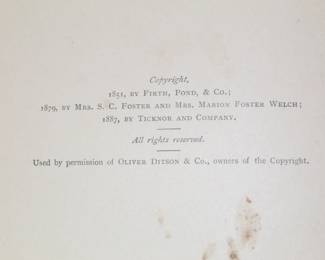 Copyright,
1851, BY FIRTH, POND, & CO.;
1879, BY MRS. S. C. FOSTER AND MRS. MARION FOSTER WELCH;
1887, BY TICKNOR AND COMPANY.
All rights reserved.
Used by permission of OLIVER DITSON & CO., owners of the Copyright.